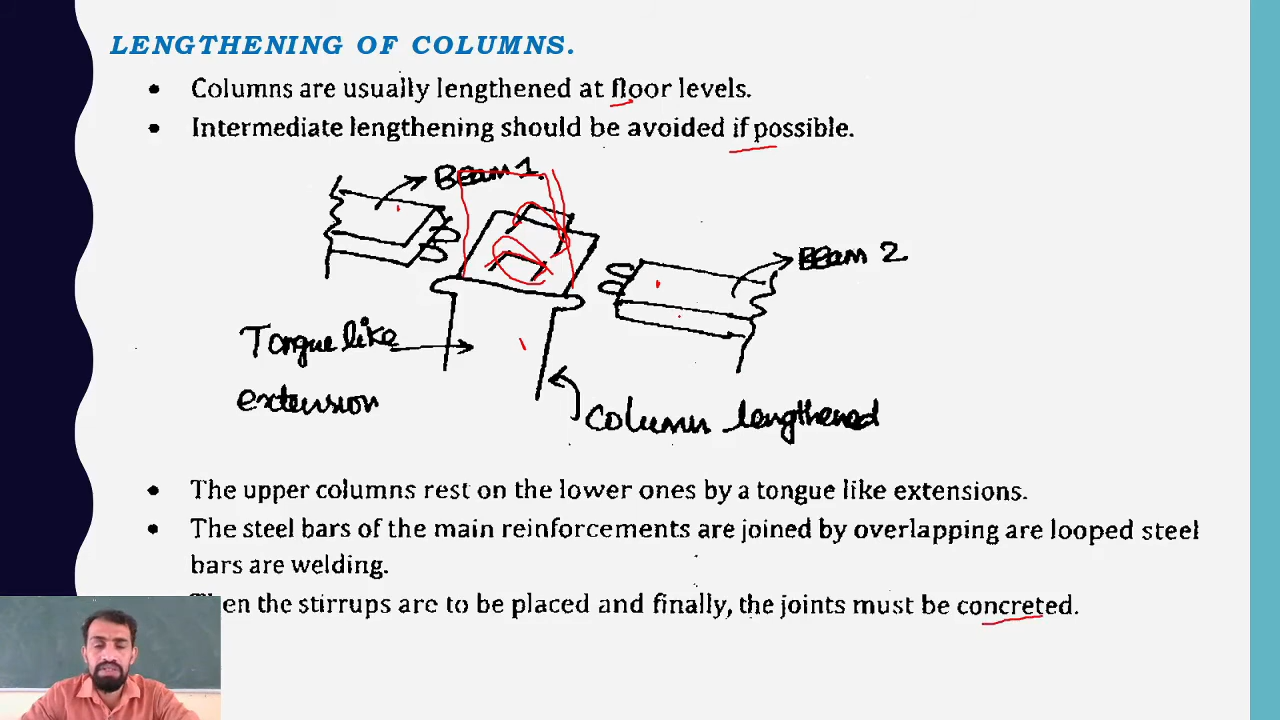 LENGTHENING OF COLUMNS.
• Columns are usually lengthened at floor levels.
• Intermediate lengthening should be avoided if possible.
Beam 1
Beam 2
Tongue like
extension
Column lengthened
• The upper columns rest on the lower ones by a tongue like extensions.
• The steel bars of the main reinforcements are joined by overlapping are looped steel
bars are welding.
the stirrups are to be placed and finally, the joints must be concreted.